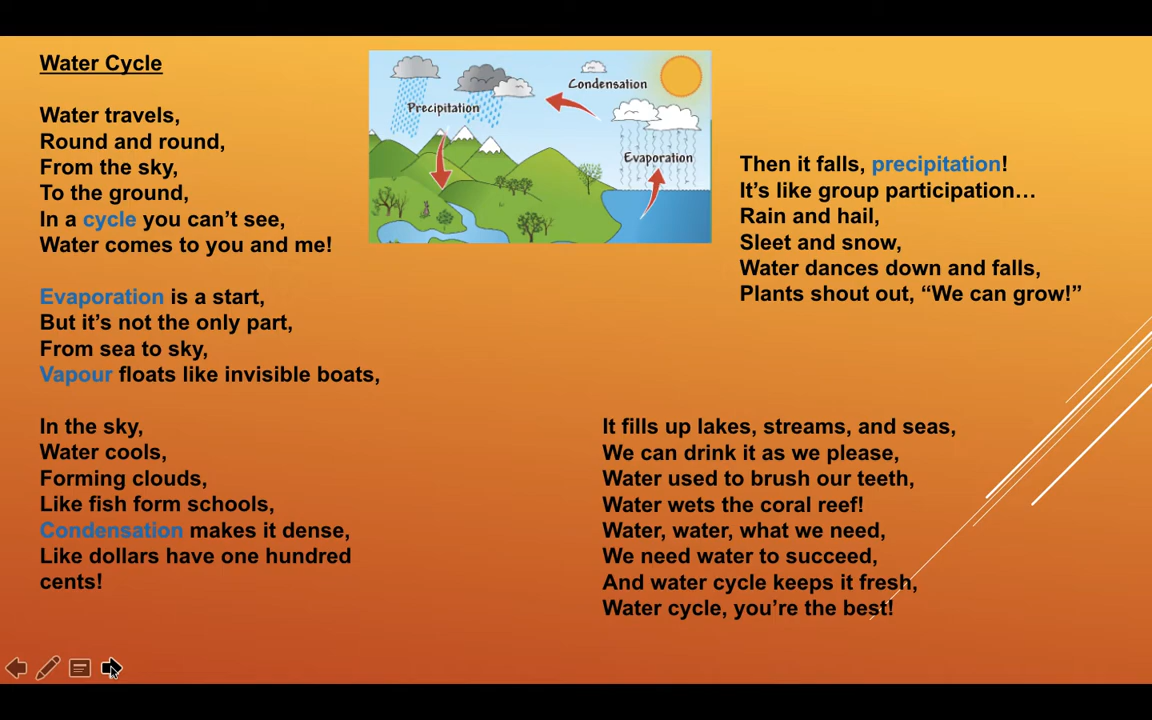 Water Cycle
Water travels,
Round and round,
From the sky,
To the ground,
In a cycle you can’t see,
Water comes to you and me!
Evaporation is a start,
But it’s not the only part,
From sea to sky,
Vapour floats like invisible boats,
In the sky,
Water cools,
Forming clouds,
Like fish form schools,
Condensation makes it dense,
Like dollars have one hundred
cents!
Condensation
Precipitation
Evaporation
Then it falls, precipitation!
It’s like group participation…
Rain and hail,
Sleet and snow,
Water dances down and falls,
Plants shout out, “We can grow!”
It fills up lakes, streams, and seas,
We can drink it as we please,
Water used to brush our teeth,
Water wets the coral reef!
Water, water, what we need,
We need water to succeed,
And water cycle keeps it fresh,
Water cycle, you’re the best!